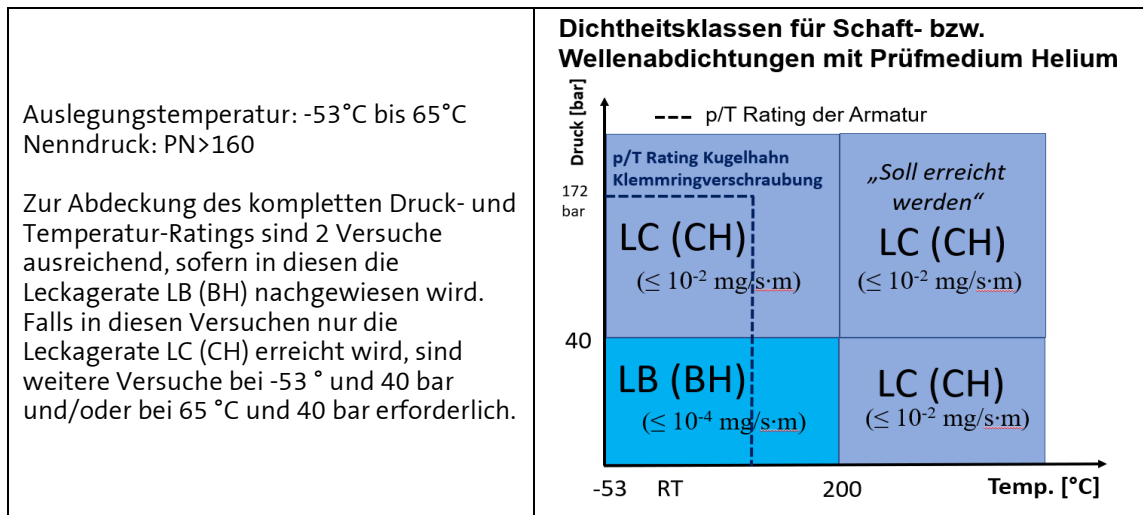 Auslegungstemperatur: -53°C bis 65°C
Nenndruck: PN>160
Zur Abdeckung des kompletten Druck- und
Temperatur-Ratings sind 2 Versuche
ausreichend, sofern in diesen die
Leckagerate LB (BH) nachgewiesen wird.
Falls in diesen Versuchen nur die
Leckagerate LC (CH) erreicht wird, sind
weitere Versuche bei -53 ° und 40 bar
und/oder bei 65 °C und 40 bar erforderlich.
Dichtheitsklassen für Schaft- bzw.
Wellenabdichtungen mit Prüfmedium Helium
Druck [bar]
p/T Rating der Armatur
p/T Rating Kugelhahn
Klemmringverschraubung
172
bar
LC (CH)
(≤ 10⁻² mg/s·m)
„Soll erreicht
werden“
LC (CH)
(≤ 10⁻² mg/s·m)
40
LB (BH)
(≤ 10⁻⁴ mg/s·m)
LC (CH)
(≤ 10⁻² mg/s·m)
-53 RT 200 Temp. [°C]